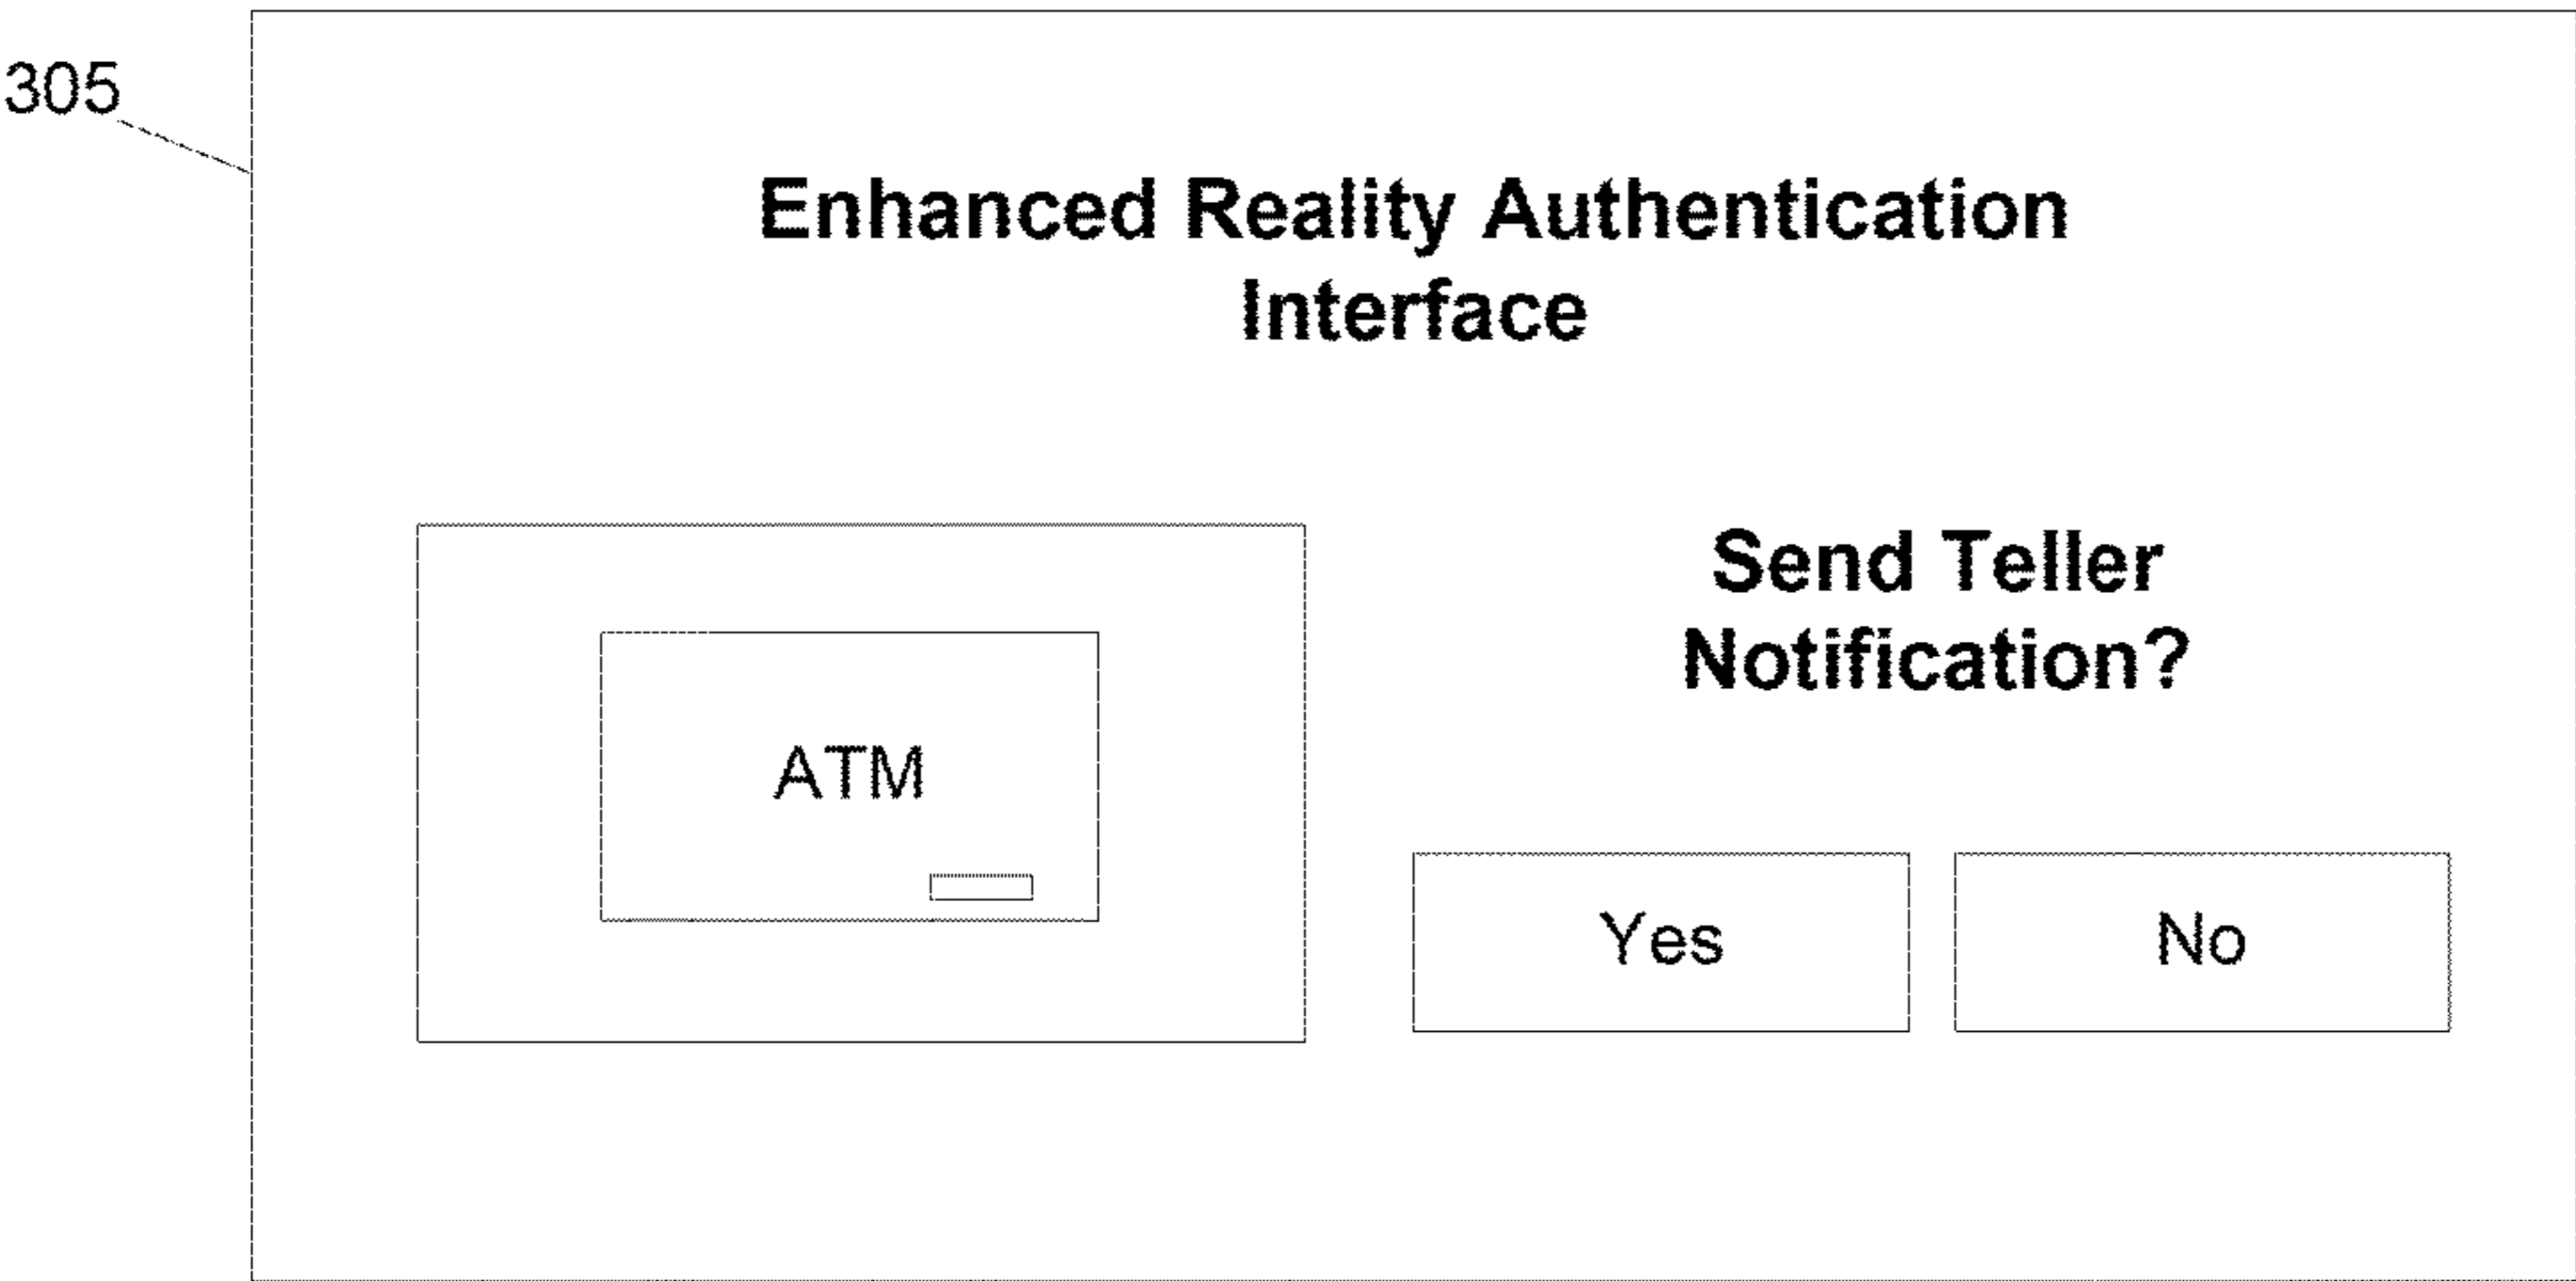 305
Enhanced Reality Authentication
Interface
ATM
Send Teller
Notification?
Yes
No